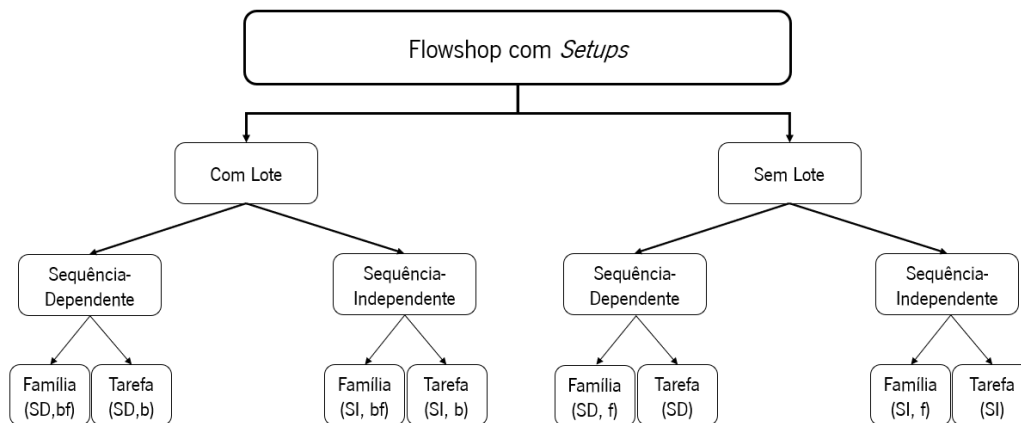 Flowshop com Setups
Com Lote
Sem Lote
Sequência-
Dependente
Sequência-
Independente
Sequência-
Dependente
Sequência-
Independente
Família
(SD,bf)
Tarefa
(SD,b)
Família
(SI, bf)
Tarefa
(SI, b)
Família
(SD, f)
Tarefa
(SD)
Família
(SI, f)
Tarefa
(SI)